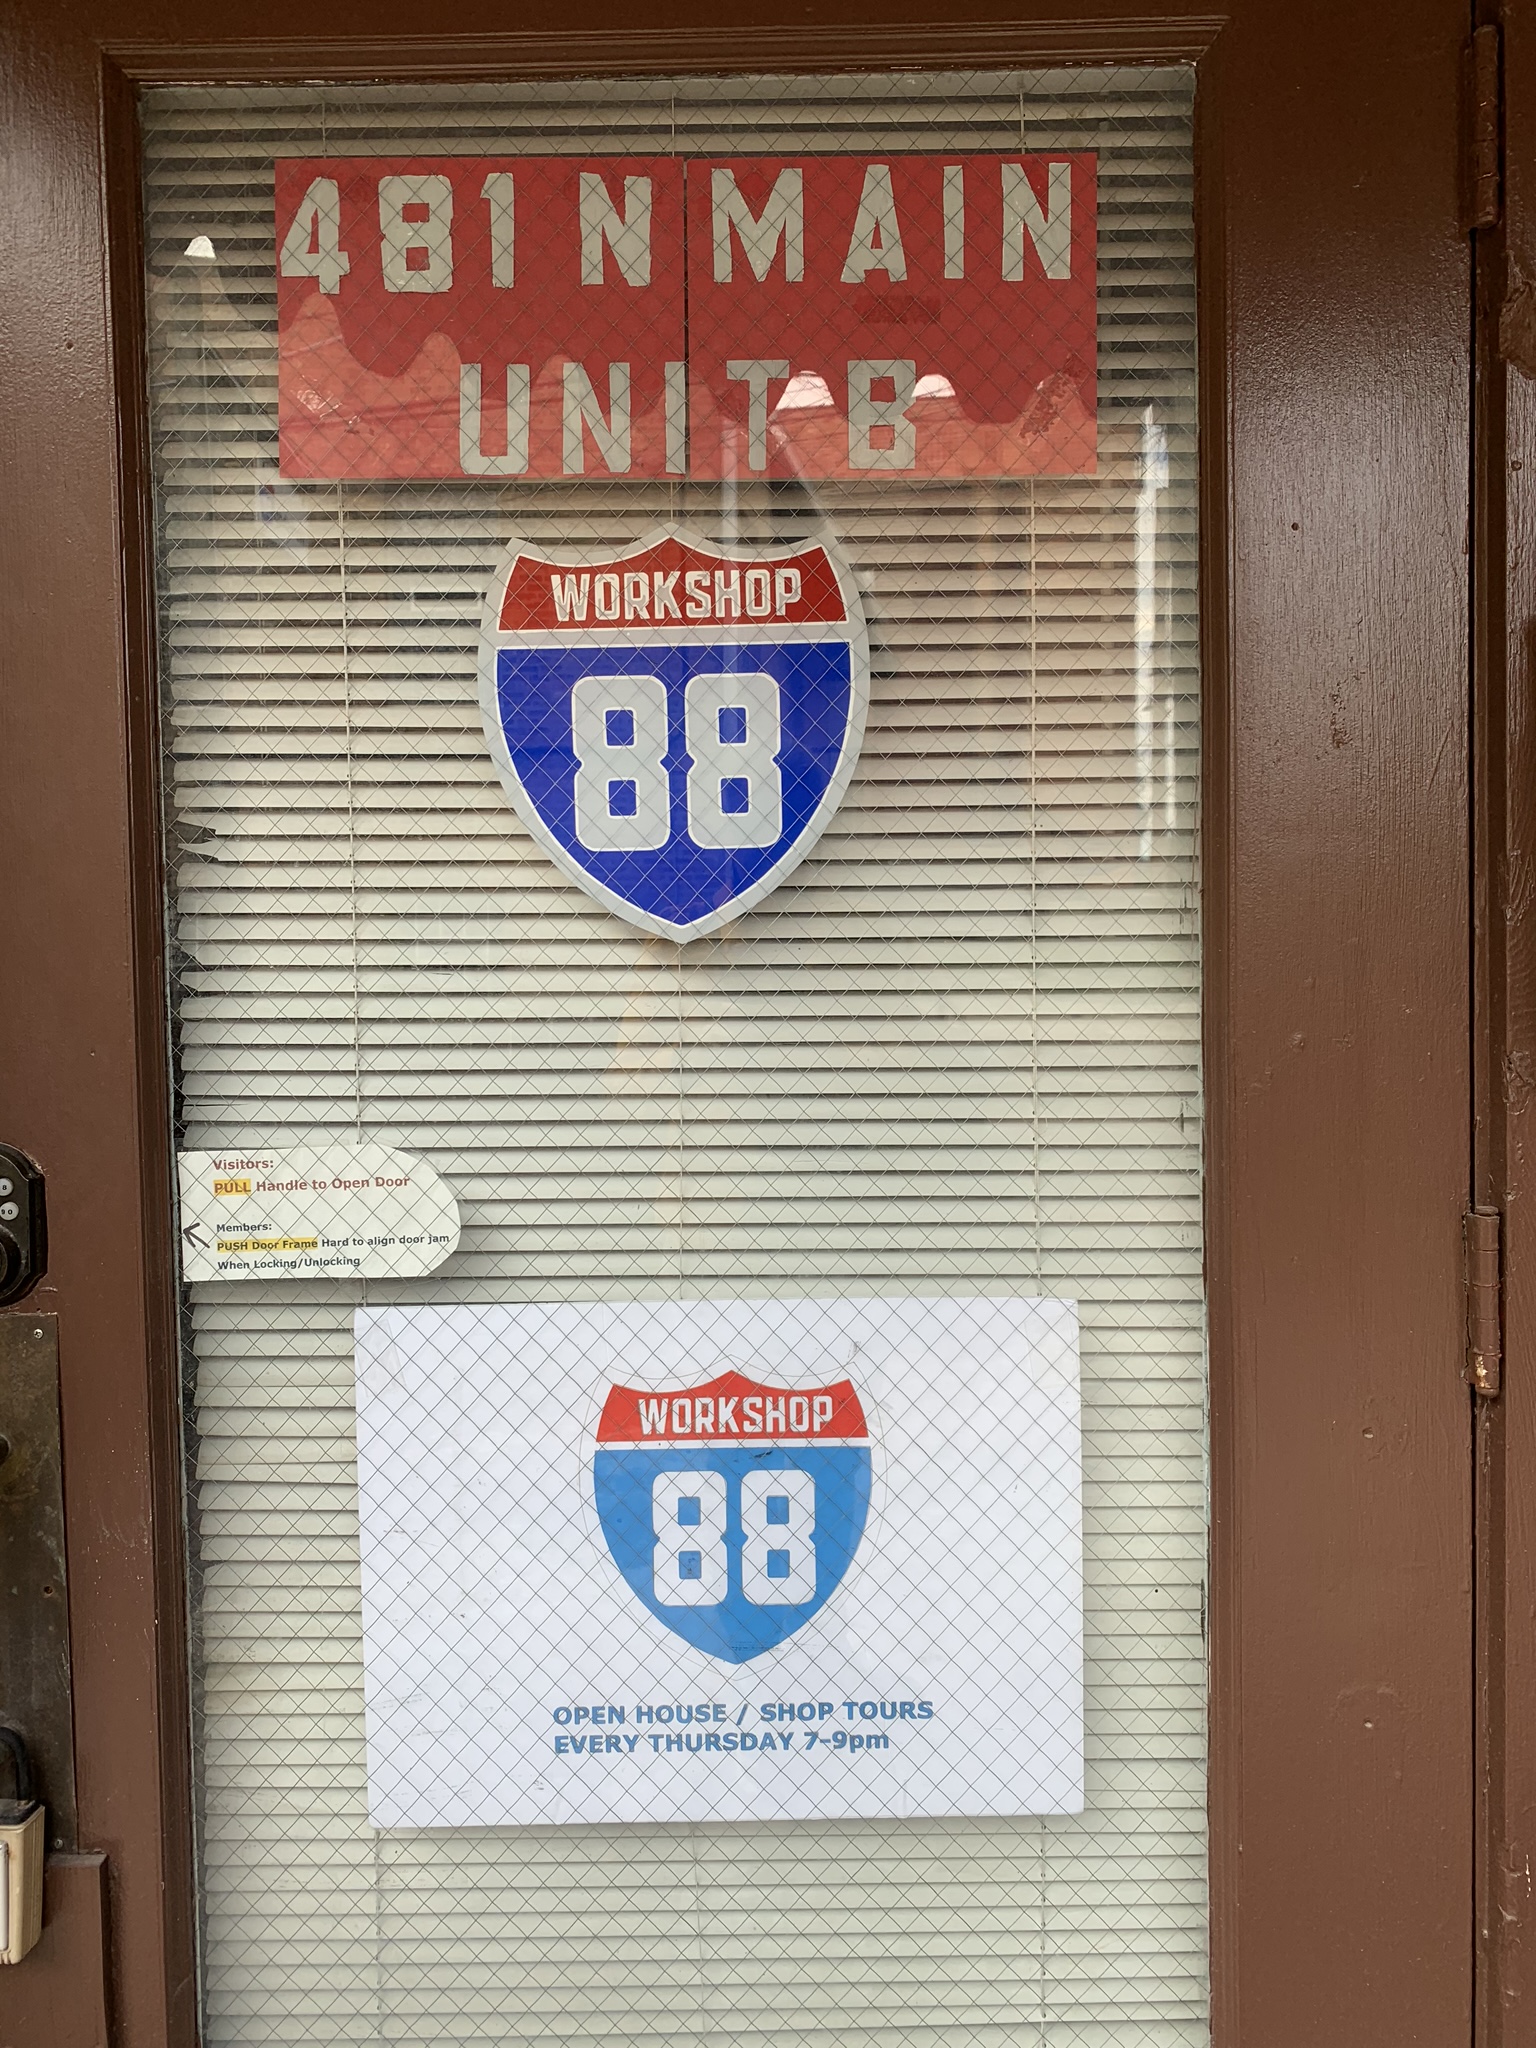 481 N MAIN
UNIT B
WORKSHOP
88
Visitors:
PULL Handle to Open Door
Members:
PUSH Door Frame Hard to align door jam
When Locking/Unlocking
WORKSHOP
88
OPEN HOUSE / SHOP TOURS
EVERY THURSDAY 7-9pm